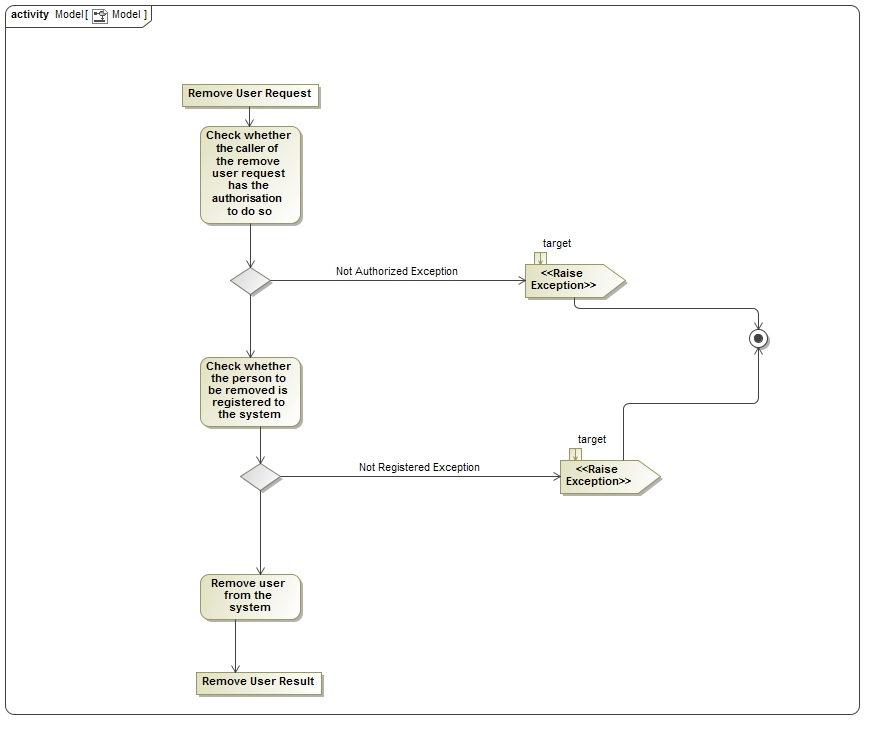 activity Model[ Model ]
Remove User Request
Check whether
the caller of
the remove
user request
has the
authorisation
to do so
target
Not Authorized Exception
<<Raise
Exception>>
Check whether
the person to
be removed is
registered to
the system
target
Not Registered Exception
<<Raise
Exception>>
Remove user
from the
system
Remove User Result